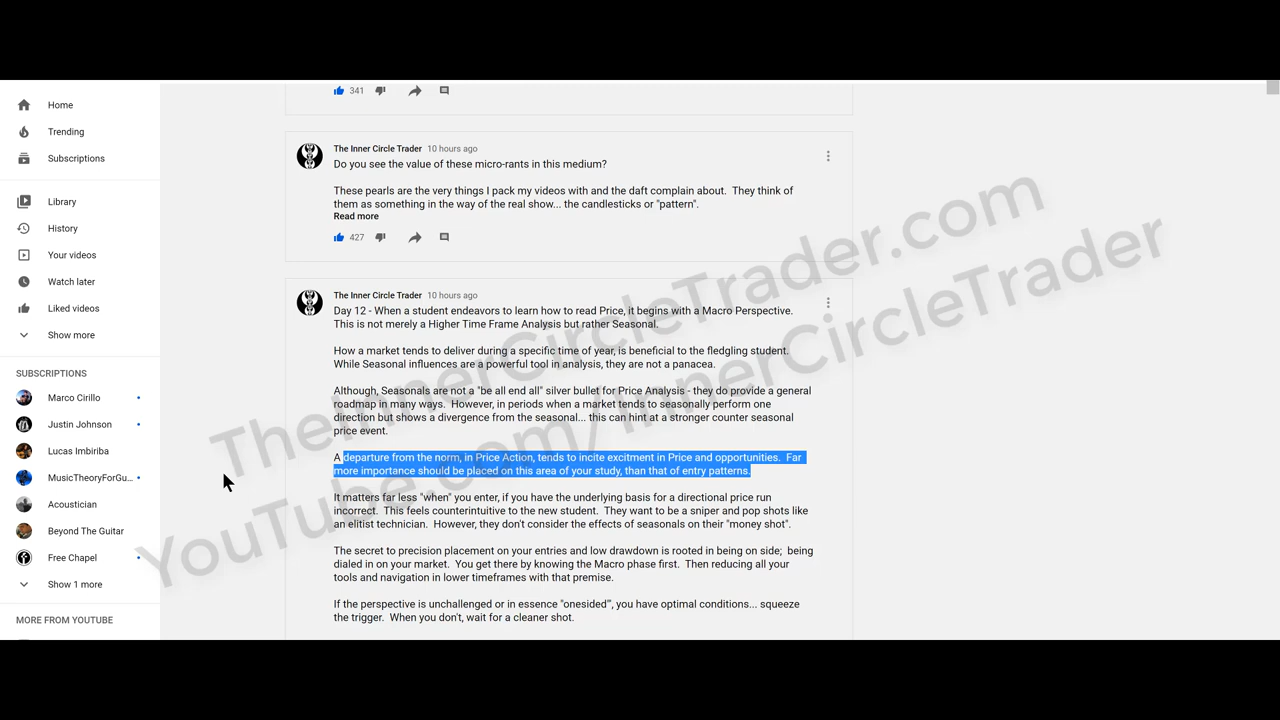 Home
Trending
Subscriptions
Library
History
Your videos
Watch later
Liked videos
Show more
SUBSCRIPTIONS
Marco Cirillo
Justin Johnson
Lucas Imbiriba
MusicTheoryForGu...
Acoustician
Beyond The Guitar
Free Chapel
Show 1 more
MORE FROM YOUTUBE
341
The Inner Circle Trader 10 hours ago
Do you see the value of these micro-rants in this medium?
These pearls are the very things I pack my videos with and the daft complain about. They think of
them as something in the way of the real show... the candlesticks or "pattern".
Read more
427
The Inner Circle Trader 10 hours ago
Day 12 - When a student endeavors to learn how to read Price, it begins with a Macro Perspective.
This is not merely a Higher Time Frame Analysis but rather Seasonal.
How a market tends to deliver during a specific time of year, is beneficial to the fledgling student.
While Seasonal influences are a powerful tool in analysis, they are not a panacea.
Although, Seasonals are not a "be all end all" silver bullet for Price Analysis - they do provide a general
roadmap in many ways. However, in periods when a market tends to seasonally perform one
direction but shows a divergence from the seasonal... this can hint at a stronger counter seasonal
price event.
A departure from the norm, in Price Action, tends to incite excitment in Price and opportunities. Far
more importance should be placed on this area of your study, than that of entry patterns.
It matters far less "when" you enter, if you have the underlying basis for a directional price run
incorrect. This feels counterintuitive to the new student. They want to be a sniper and pop shots like
an elitist technician. However, they don't consider the effects of seasonals on their "money shot".
The secret to precision placement on your entries and low drawdown is rooted in being on side; being
dialed in on your market. You get there by knowing the Macro phase first. Then reducing all your
tools and navigation in lower timeframes with that premise.
If the perspective is unchallenged or in essence "onesided'", you have optimal conditions... squeeze
the trigger. When you don't, wait for a cleaner shot.
TheInnerCircleTrader.com
YouTube.com/InnerCircleTrader